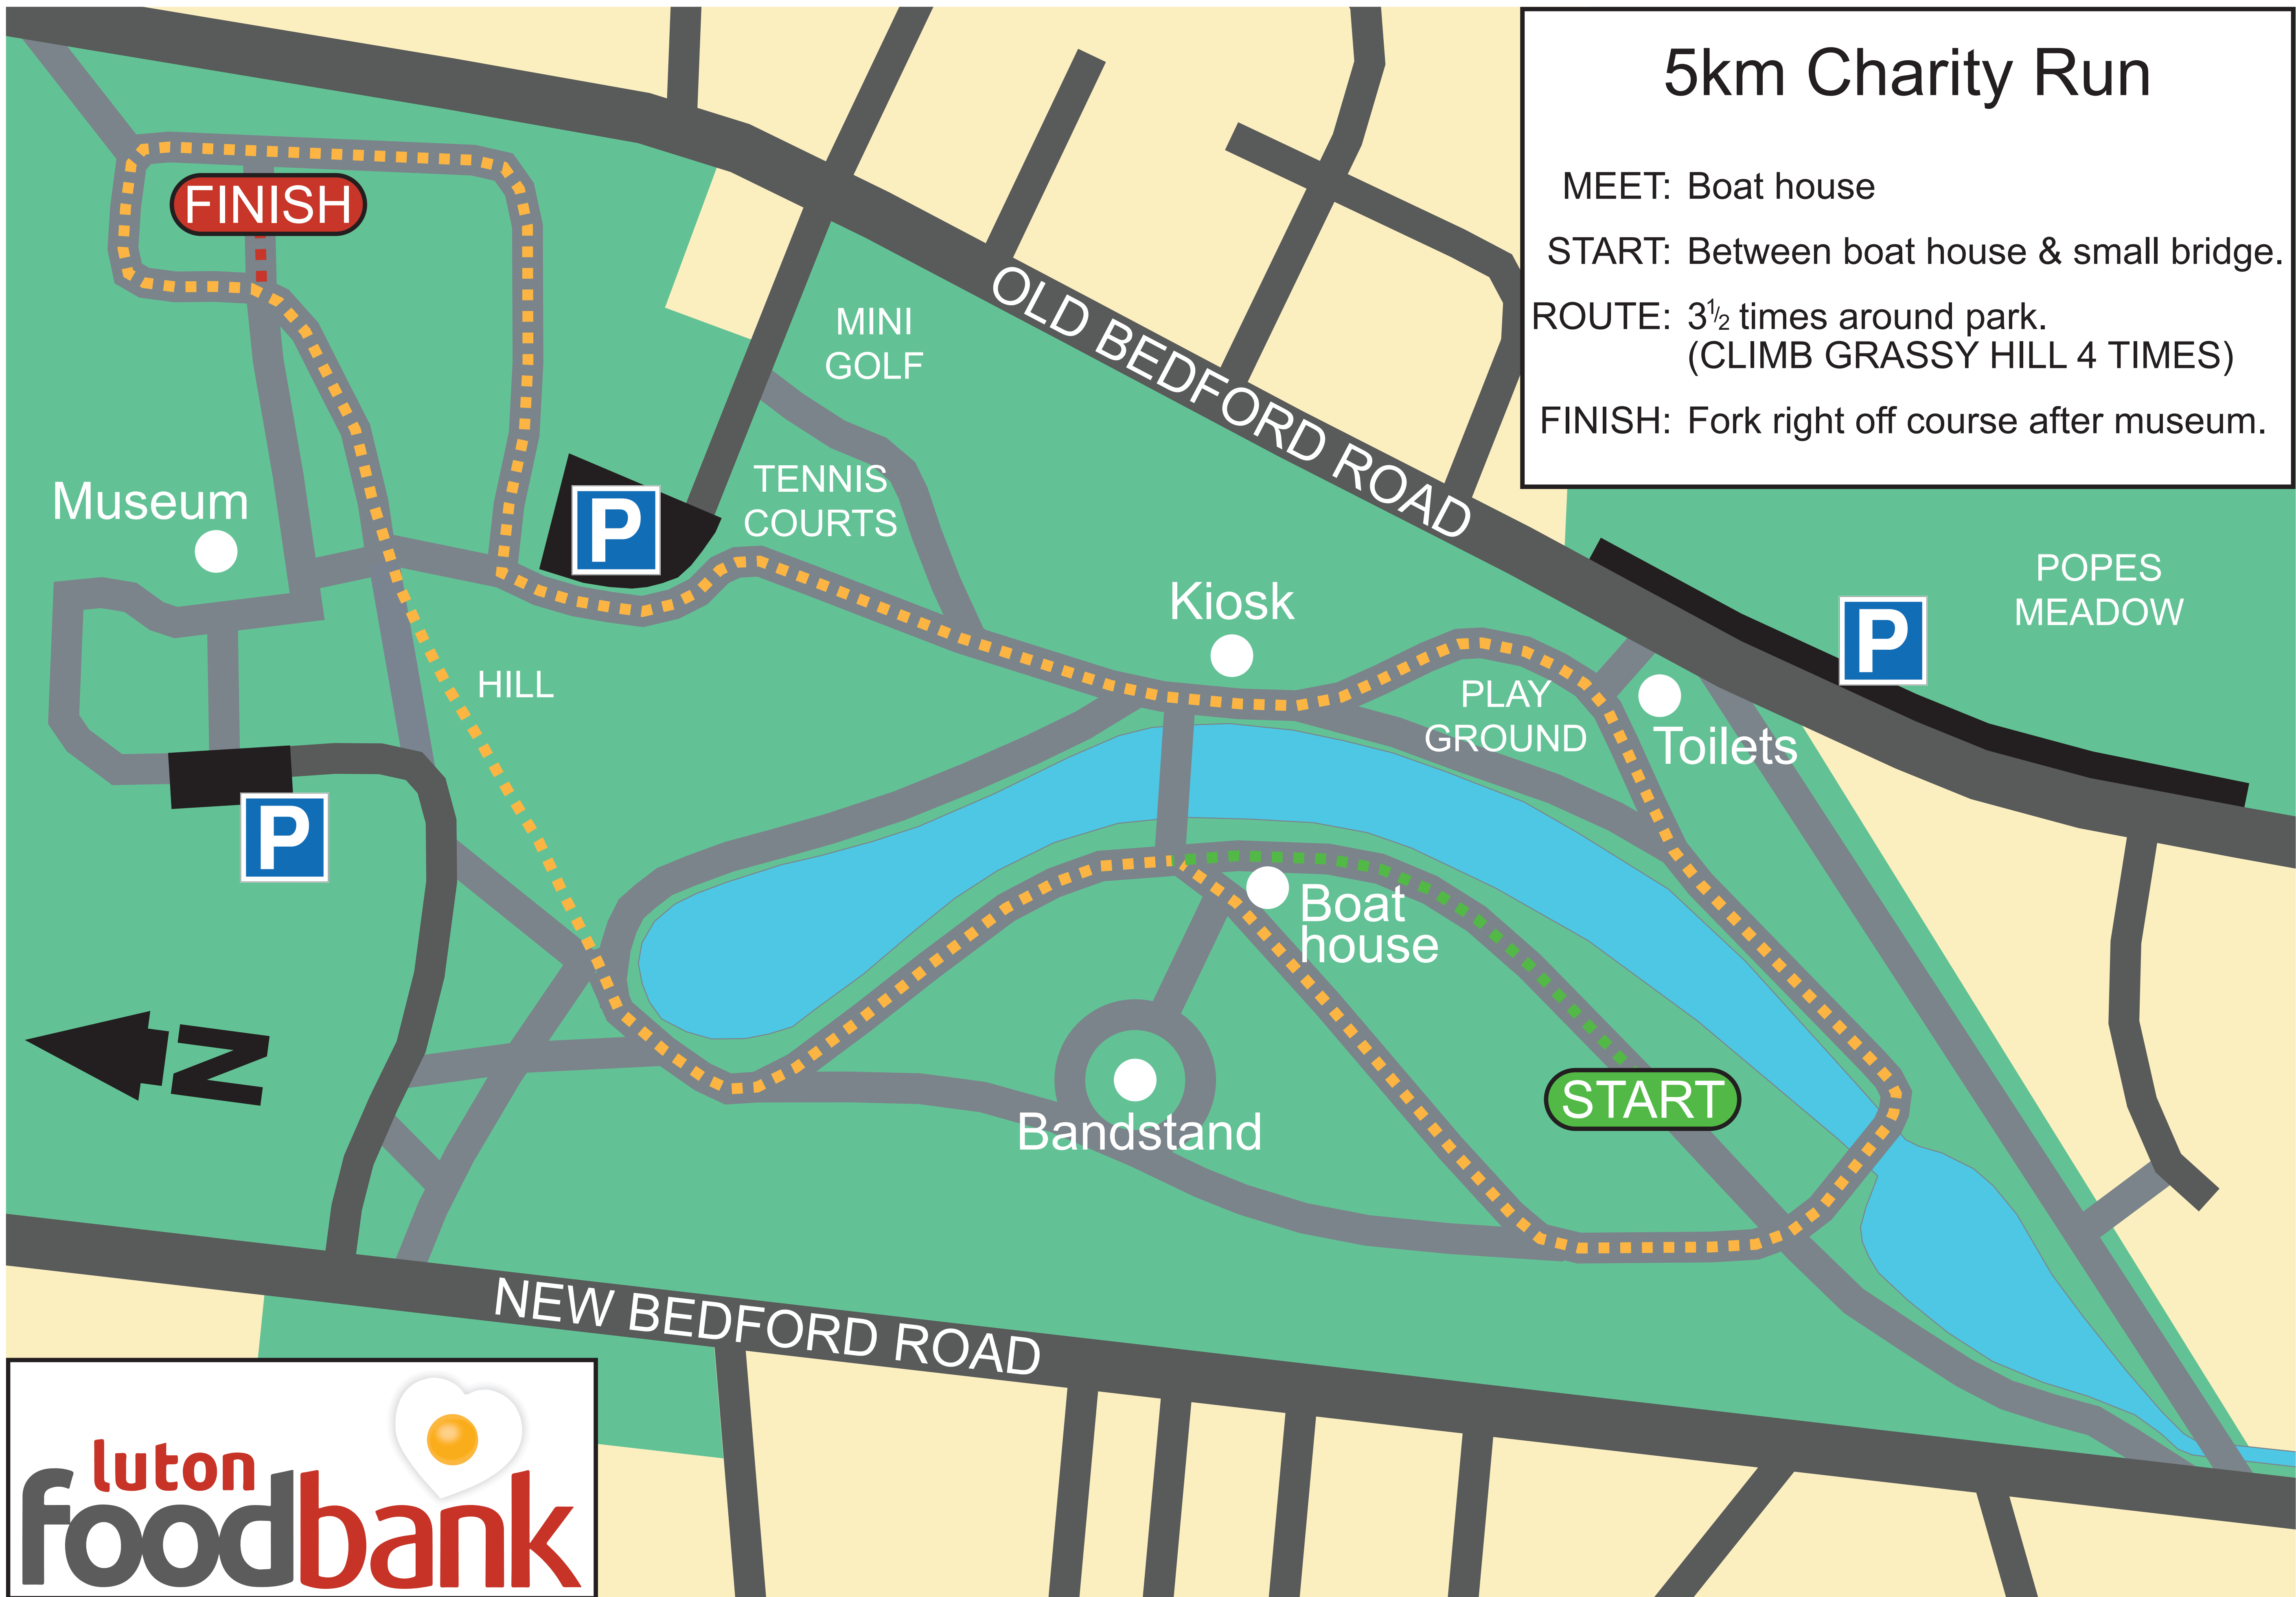 5km Charity Run
MEET: Boat house
START: Between boat house & small bridge.
ROUTE: 3 1/2 times around park.
(CLIMB GRASSY HILL 4 TIMES)
FINISH: Fork right off course after museum.
FINISH
MINI
GOLF
OLD BEDFORD ROAD
Museum
TENNIS
COURTS
P
Kiosk
POPES
MEADOW
P
HILL
PLAY
GROUND
Toilets
P
Boat
house
N
START
Bandstand
NEW BEDFORD ROAD
luton
foodbank